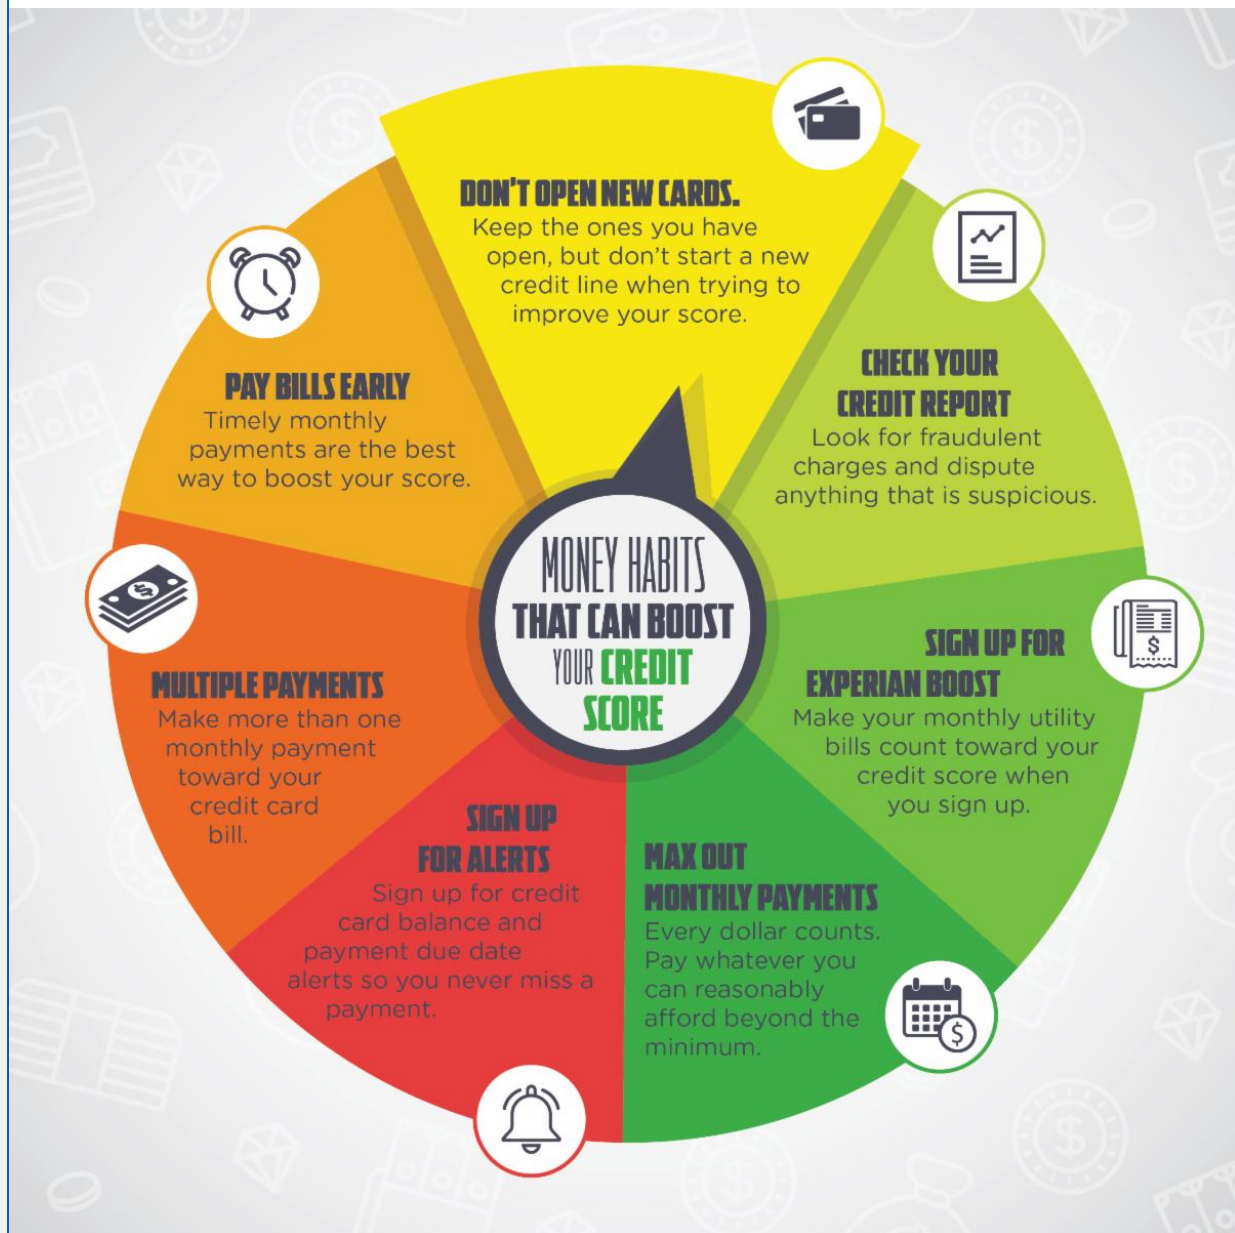 DON'T OPEN NEW CARDS.
Keep the ones you have
open, but don't start a new
credit line when trying to
improve your score.
CHECK YOUR
CREDIT REPORT
Look for fraudulent
charges and dispute
anything that is suspicious.
SIGN UP FOR
EXPERIAN BOOST
Make your monthly utility
bills count toward your
credit score when
you sign up.
MAX OUT
MONTHLY PAYMENTS
Every dollar counts.
Pay whatever you
can reasonably
afford beyond the
minimum.
SIGN UP
FOR ALERTS
Sign up for credit
card balance and
payment due date
alerts so you never miss a
payment.
MULTIPLE PAYMENTS
Make more than one
monthly payment
toward your
credit card
bill.
PAY BILLS EARLY
Timely monthly
payments are the best
way to boost your score.
MONEY HABITS
THAT CAN BOOST
YOUR CREDIT
SCORE